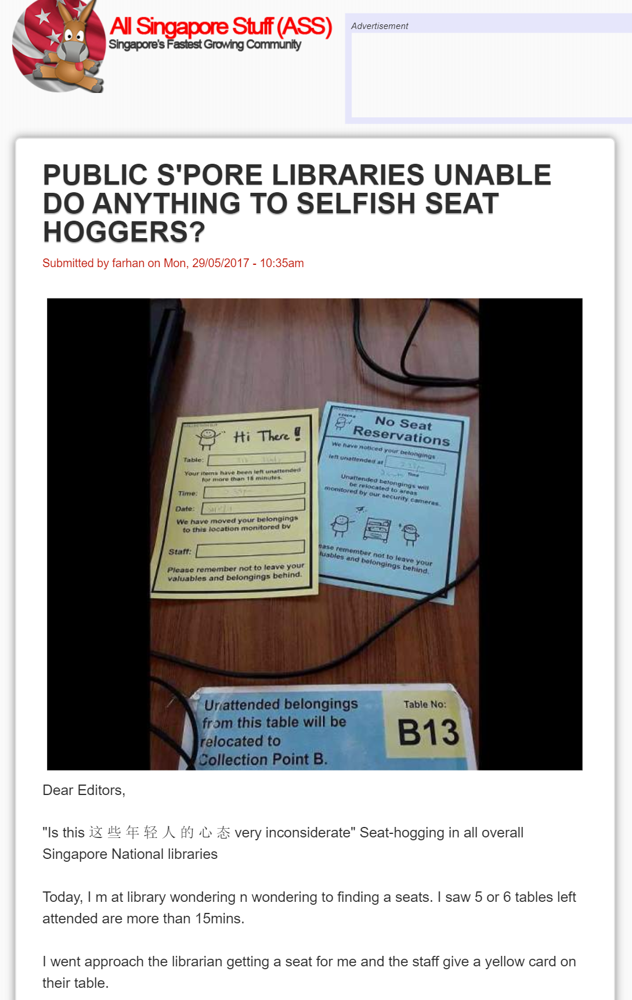 All Singapore Stuff (ASS)
Singapore's Fastest Growing Community
Advertisement
PUBLIC S'PORE LIBRARIES UNABLE
DO ANYTHING TO SELFISH SEAT
HOGGERS?
Submitted by farhan on Mon, 29/05/2017 - 10:35am
Hi There!
Table:
Your items have been left unattended
for more than 15 minutes.
Time:
Date:
We have moved your belongings
to this location monitored by
Staff:
Please remember not to leave your
valuables and belongings behind.
No Seat
Reservations
We have noticed your belongings
left unattended at
Time
Unattended belongings will
be relocated to areas
monitored by our security cameras.
ease remember not to leave your
luables and belongings behind.
Unattended belongings
from this table will be
relocated to
Collection Point B.
Table No:
B13
Dear Editors,
"Is this 这 些 年 轻 人 的 心 态 very inconsiderate" Seat-hogging in all overall
Singapore National libraries
Today, I m at library wondering n wondering to finding a seats. I saw 5 or 6 tables left
attended are more than 15mins.
I went approach the librarian getting a seat for me and the staff give a yellow card on
their table.